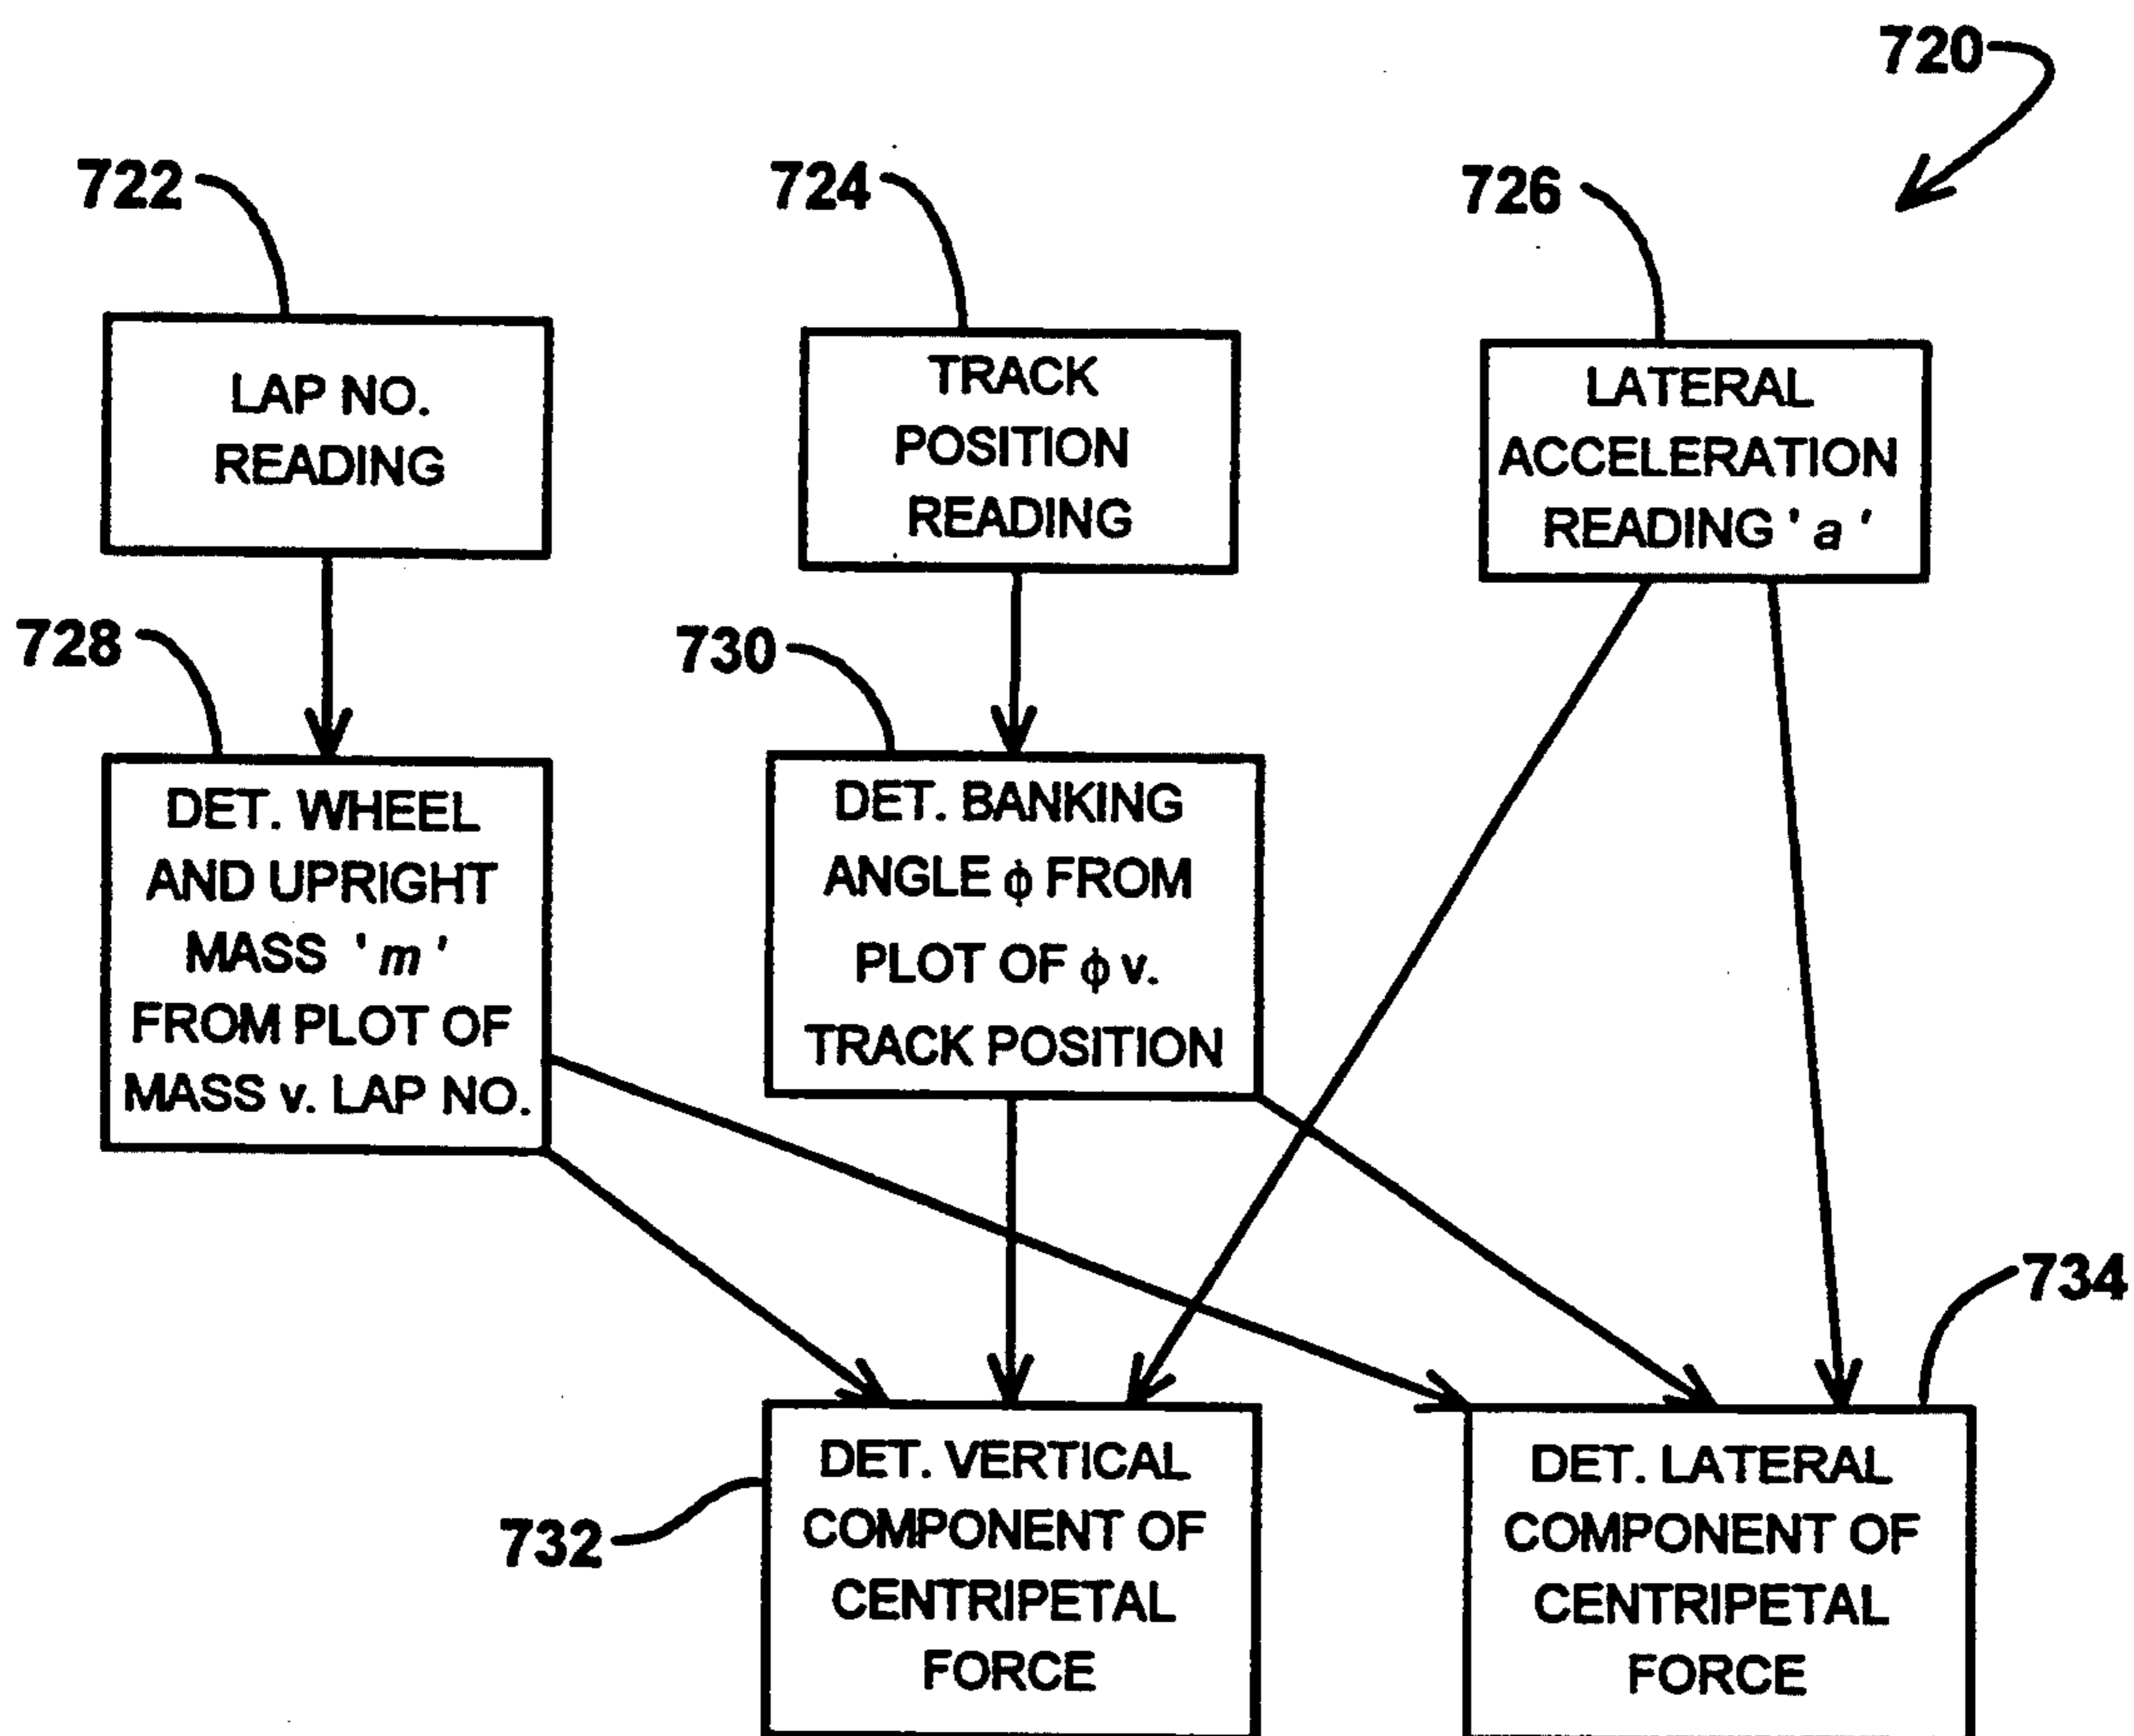 720
722
724
726
LAP NO.
READING
TRACK
POSITION
READING
LATERAL
ACCELERATION
READING ' a '
728
730
DET. WHEEL
AND UPRIGHT
MASS ' m '
FROM PLOT OF
MASS v. LAP NO.
DET. BANKING
ANGLE ϕ FROM
PLOT OF ϕ v.
TRACK POSITION
732
734
DET. VERTICAL
COMPONENT OF
CENTRIPETAL
FORCE
DET. LATERAL
COMPONENT OF
CENTRIPETAL
FORCE